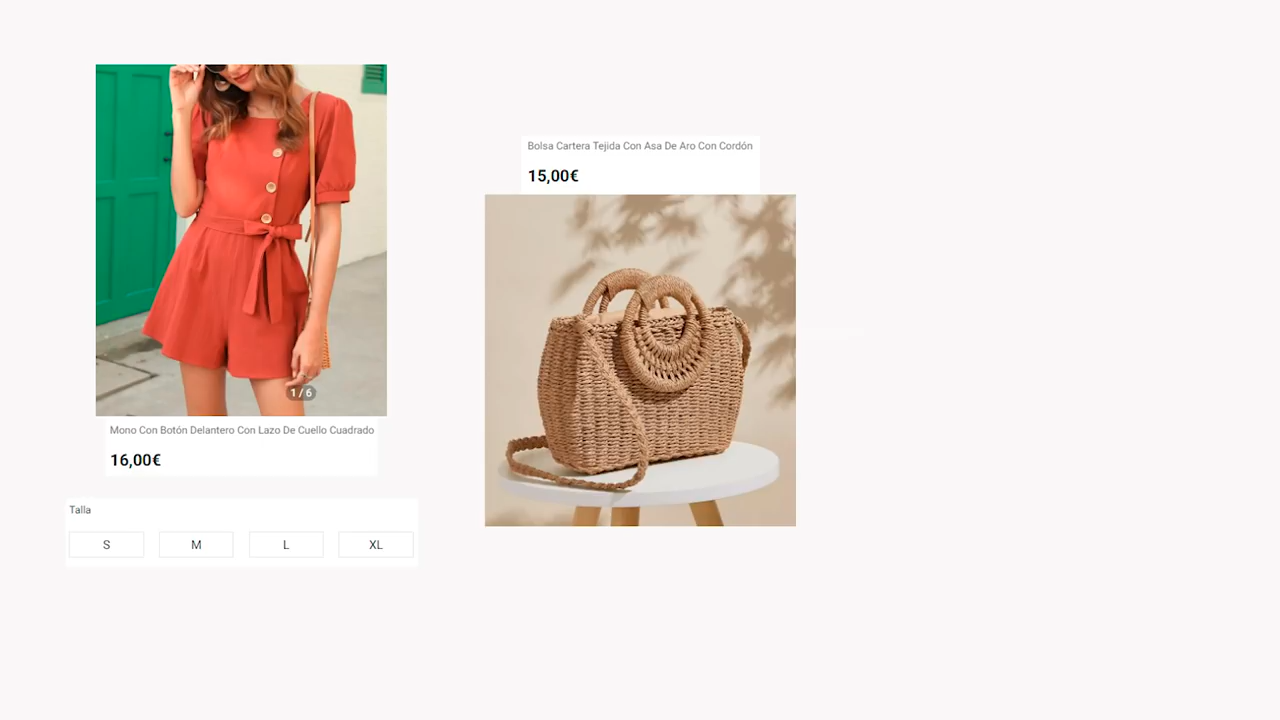 1 / 6
Mono Con Botón Delantero Con Lazo De Cuello Cuadrado
16,00€
Talla
S M L XL
Bolsa Cartera Tejida Con Asa De Aro Con Cordón
15,00€